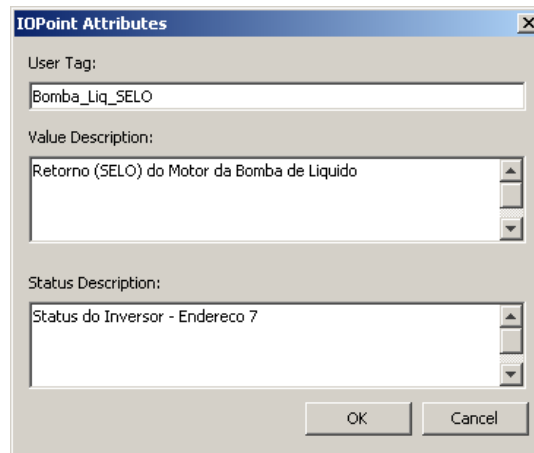 IOPoint Attributes
User Tag:
Bomba_Liq_SELO
Value Description:
Retorno (SELO) do Motor da Bomba de Liquido
Status Description:
Status do Inversor - Endereco 7
OK Cancel